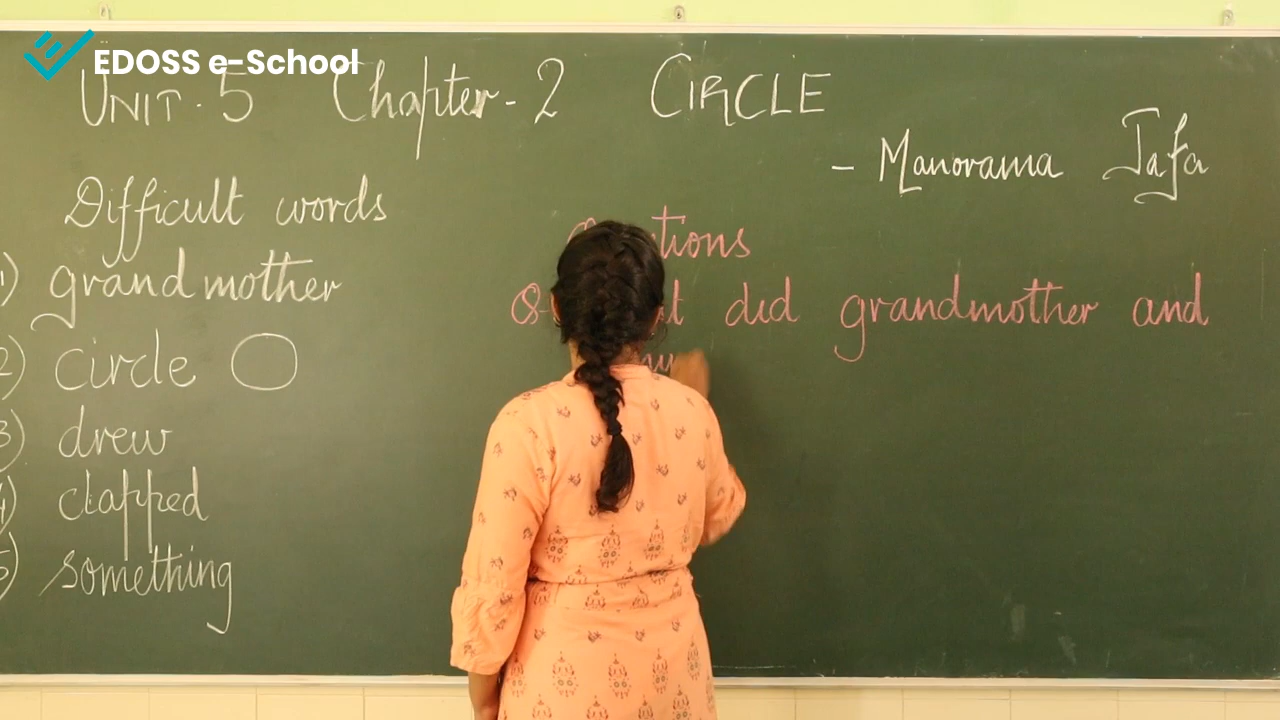 EDOSS e-School
UNIT-5 Chapter-2 CIRCLE
- Manorama Jafa
Difficult words
1) grandmother
2) circle
3) drew
4) clapped
5) something
did grandmother and